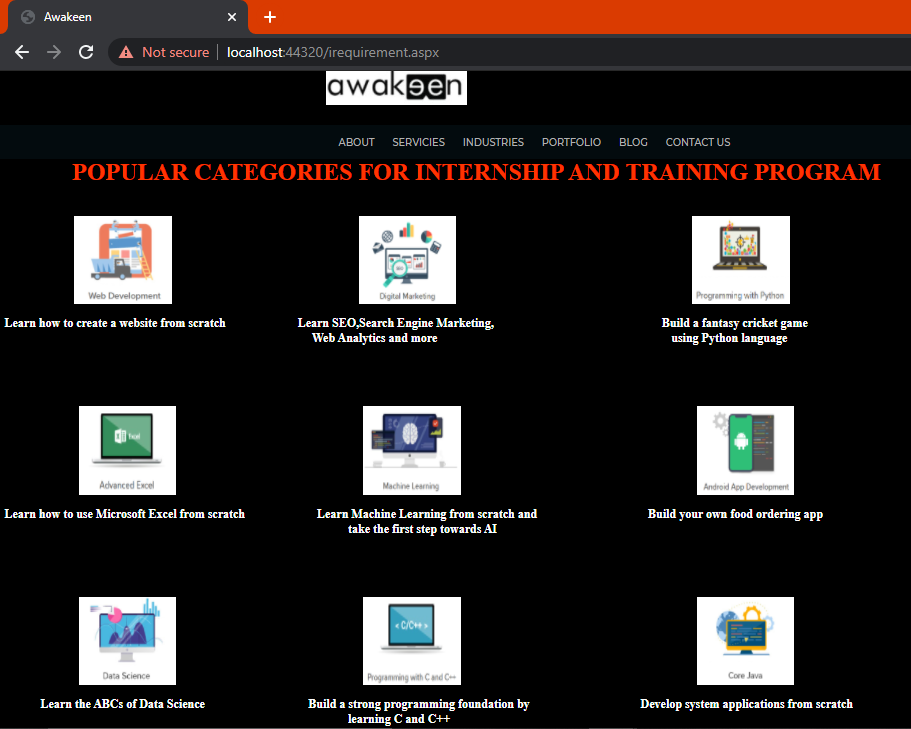 Awakeen
Not secure | localhost:44320/irequirement.aspx
awakeen
ABOUT SERVICIES INDUSTRIES PORTFOLIO BLOG CONTACT US
POPULAR CATEGORIES FOR INTERNSHIP AND TRAINING PROGRAM
Web Development
Learn how to create a website from scratch
Digital Marketing
Learn SEO,Search Engine Marketing,
Web Analytics and more
Programming with Python
Build a fantasy cricket game
using Python language
Excel
Advanced Excel
Learn how to use Microsoft Excel from scratch
Machine Learning
Learn Machine Learning from scratch and
take the first step towards AI
Android App Development
Build your own food ordering app
Data Science
Learn the ABCs of Data Science
< C/C++ >
Programming with C and C++
Build a strong programming foundation by
learning C and C++
Core Java
Develop system applications from scratch